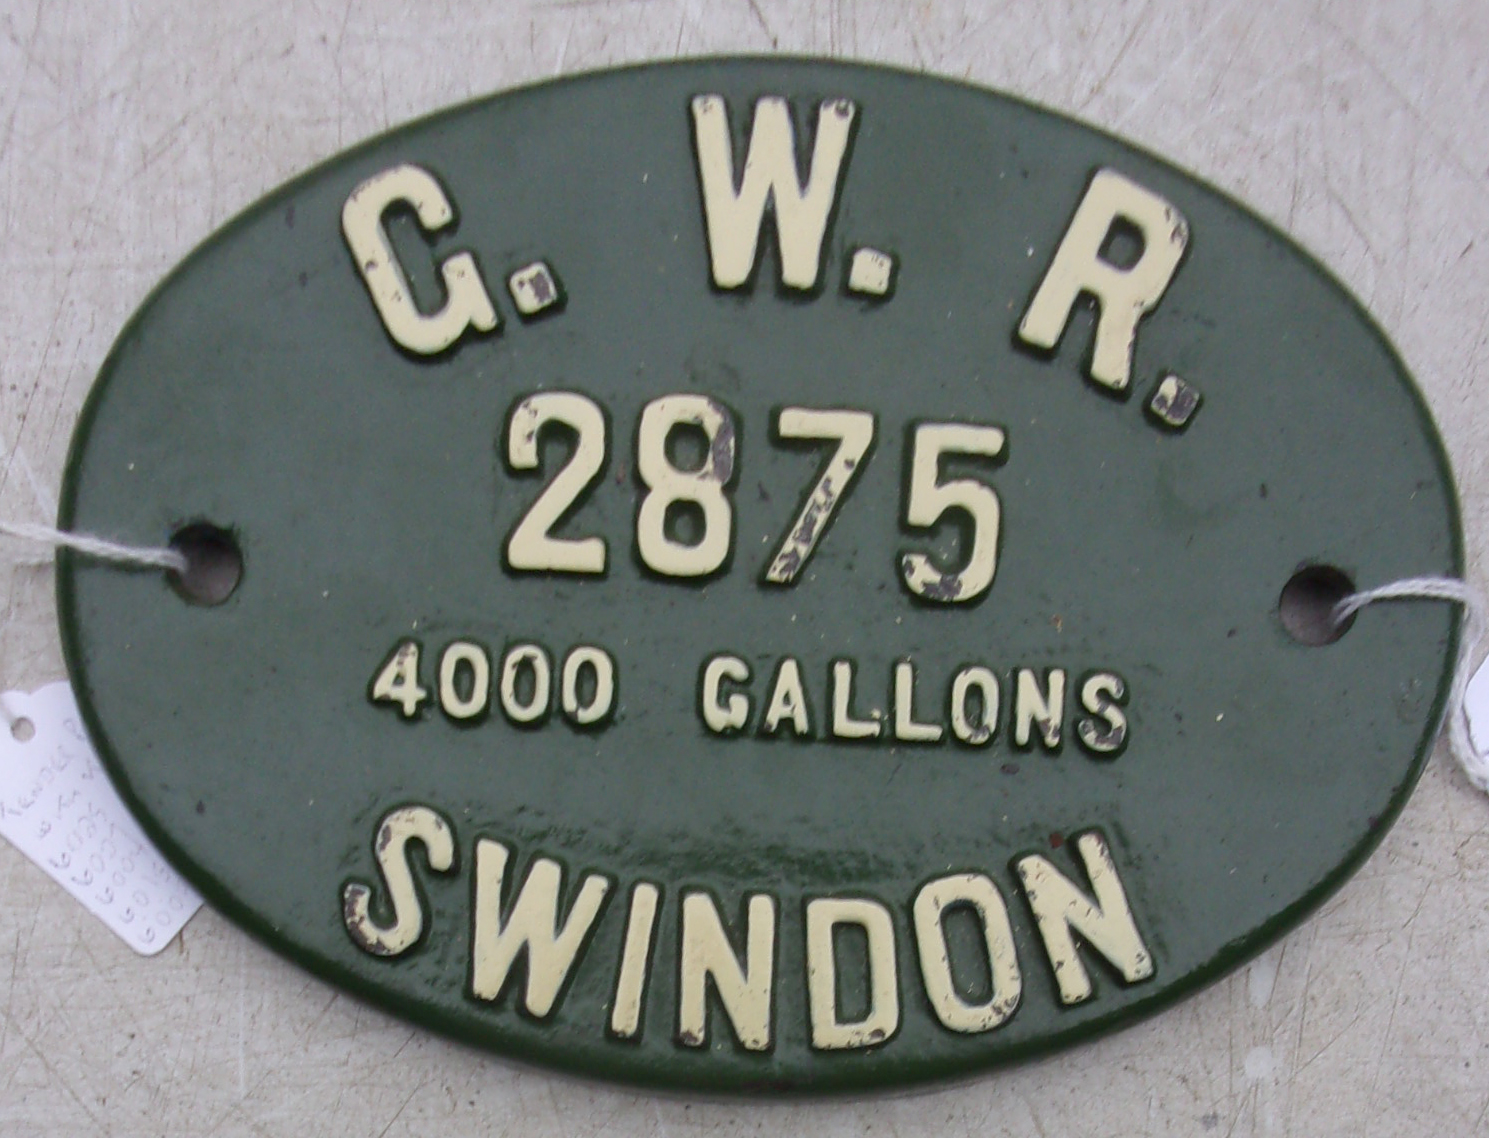 G. W. R.
2875
4000 GALLONS
SWINDON